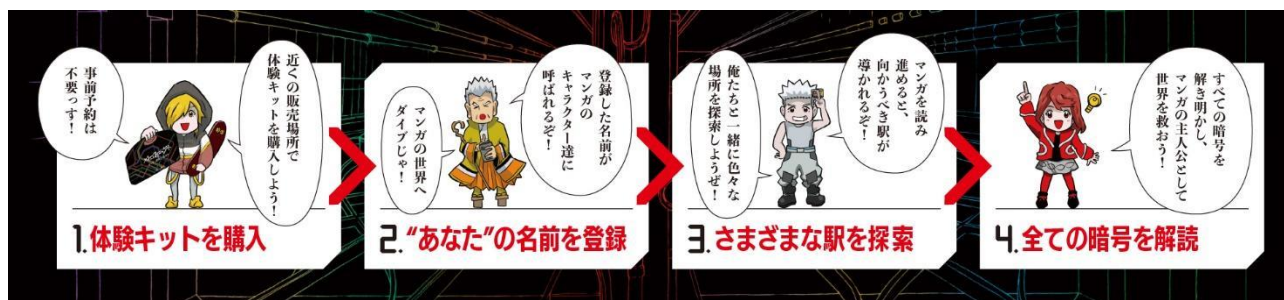 近くの販売場所で
体験キットを購入しよう！
事前予約は
不要っす！
1.体験キットを購入
登録した名前が
マンガの
キャラクター達に
呼ばれるぞ！
マンガの世界へ
ダイブじゃ！
2.“あなた”の名前を登録
マンガを読み
進めると、
向かうべき駅が
導かれるぞ！
俺たちと一緒に色々な
場所を探索しようぜ！
3.さまざまな駅を探索
すべての暗号を
解き明かし、
マンガの主人公として
世界を救おう！
4.全ての暗号を解読